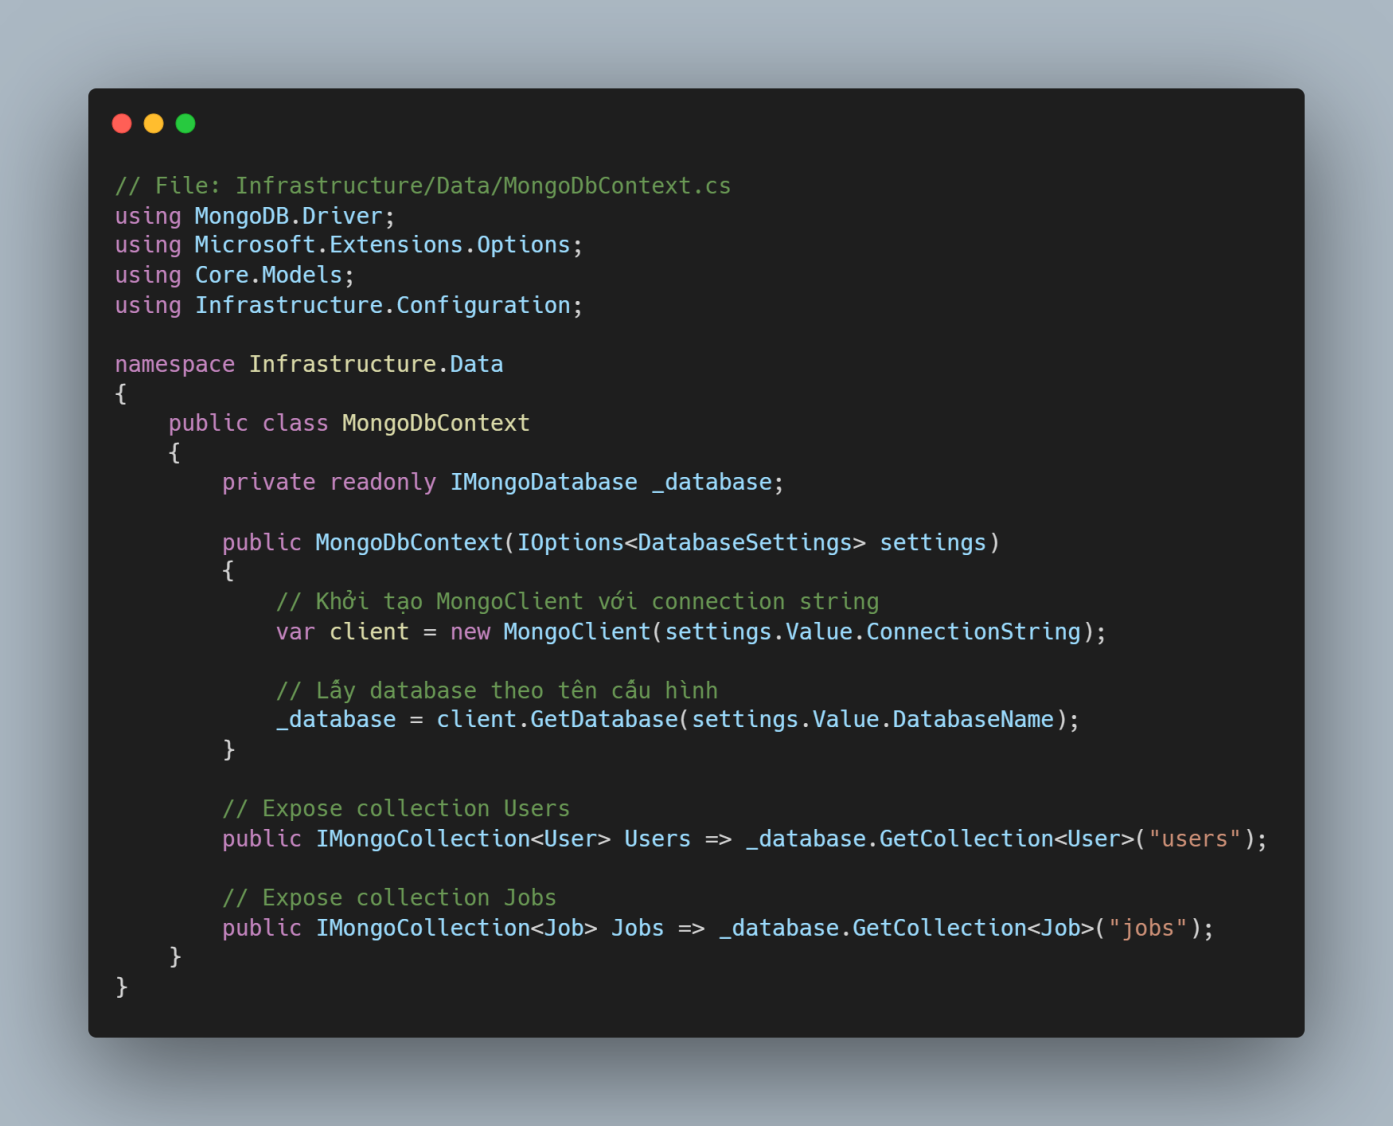 // File: Infrastructure/Data/MongoDbContext.cs
using MongoDB.Driver;
using Microsoft.Extensions.Options;
using Core.Models;
using Infrastructure.Configuration;

namespace Infrastructure.Data
{
    public class MongoDbContext
    {
        private readonly IMongoDatabase _database;

        public MongoDbContext(IOptions<DatabaseSettings> settings)
        {
            // Khởi tạo MongoClient với connection string
            var client = new MongoClient(settings.Value.ConnectionString);

            // Lấy database theo tên cấu hình
            _database = client.GetDatabase(settings.Value.DatabaseName);
        }

        // Expose collection Users
        public IMongoCollection<User> Users => _database.GetCollection<User>("users");

        // Expose collection Jobs
        public IMongoCollection<Job> Jobs => _database.GetCollection<Job>("jobs");
    }
}